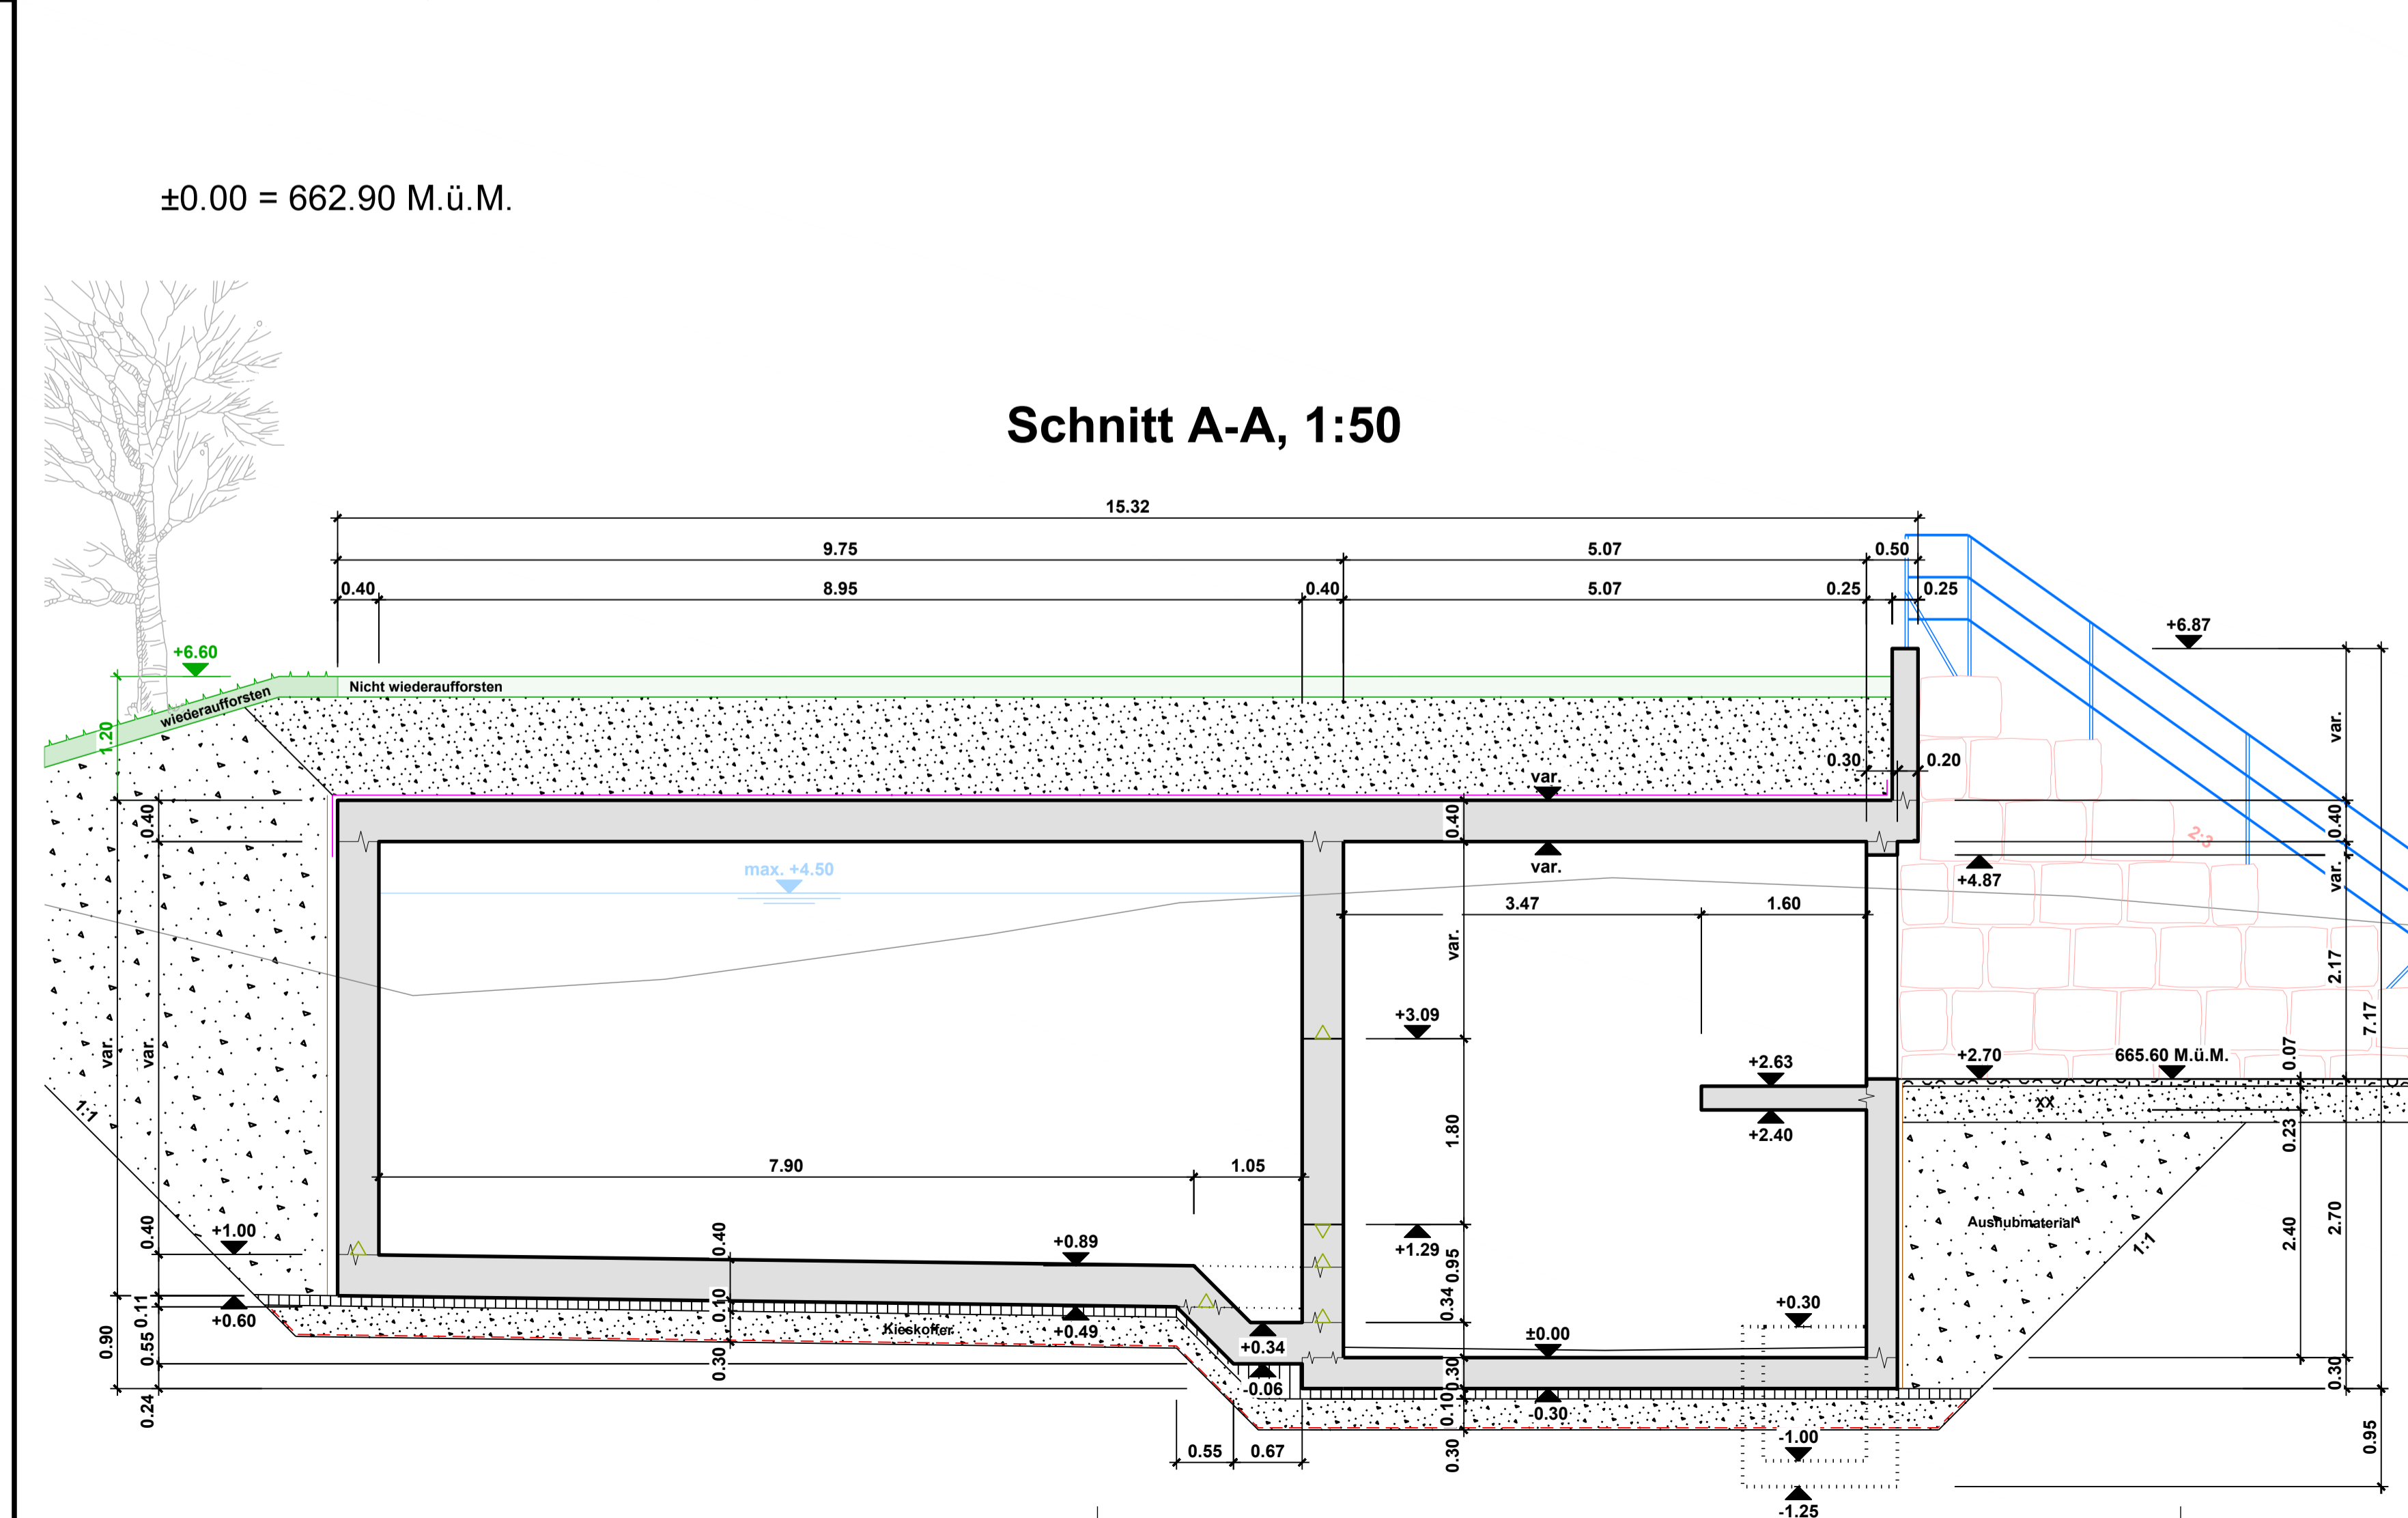 ±0.00 = 662.90 M.ü.M.
Schnitt A-A, 1:50
15.32
9.75 5.07 0.50
0.40 8.95 0.40 5.07 0.25 0.25
+6.87
+6.60
Nicht wiederaufforsten
wiederaufforsten
1.20
var.
0.30 0.20
var.
0.40 0.40 0.40
2:3
max. +4.50
var.
+4.87
var.
3.47 1.60
var.
2.17
7.17
+3.09
var. var.
+2.63
+2.70
665.60 M.ü.M.
0.07
XX
1:1
1.80
+2.40
0.23
7.90 1.05
Aushubmaterial
1:1
2.40
2.70
+1.00
0.40
0.40
+0.89
+1.29
0.95
+0.60
0.11
0.10
Kieskoffer
+0.49
0.34
+0.30
0.90
0.55
0.30
+0.34
±0.00
0.30
0.30
-0.06
0.24
0.10
-0.30
-1.00
0.95
0.55 0.67
0.30
-1.25